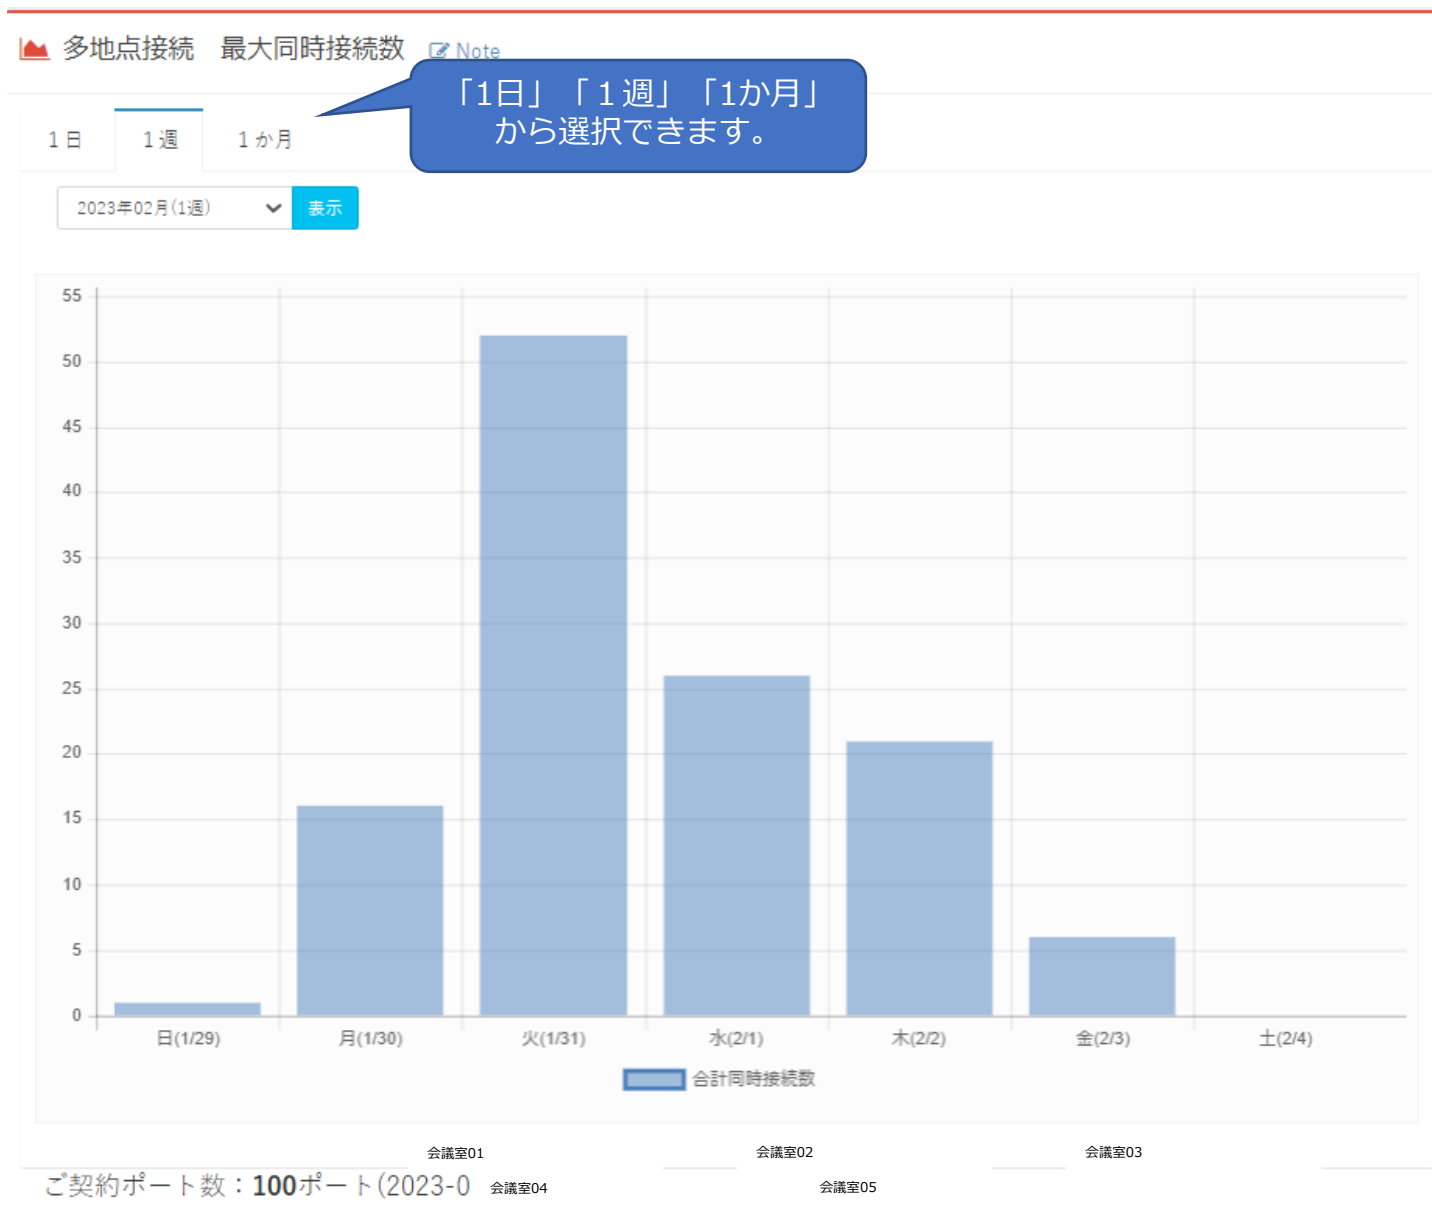 多地点接続　最大同時接続数 Note
「1日」「１週」「1か月」
から選択できます。
1日 1週 1か月
2023年02月(1週) 表示
55
50
45
40
35
30
25
20
15
10
5
0
日(1/29) 月(1/30) 火(1/31) 水(2/1) 木(2/2) 金(2/3) 土(2/4)
合計同時接続数
会議室01 会議室02 会議室03
ご契約ポート数：100ポート(2023-0 会議室04 会議室05